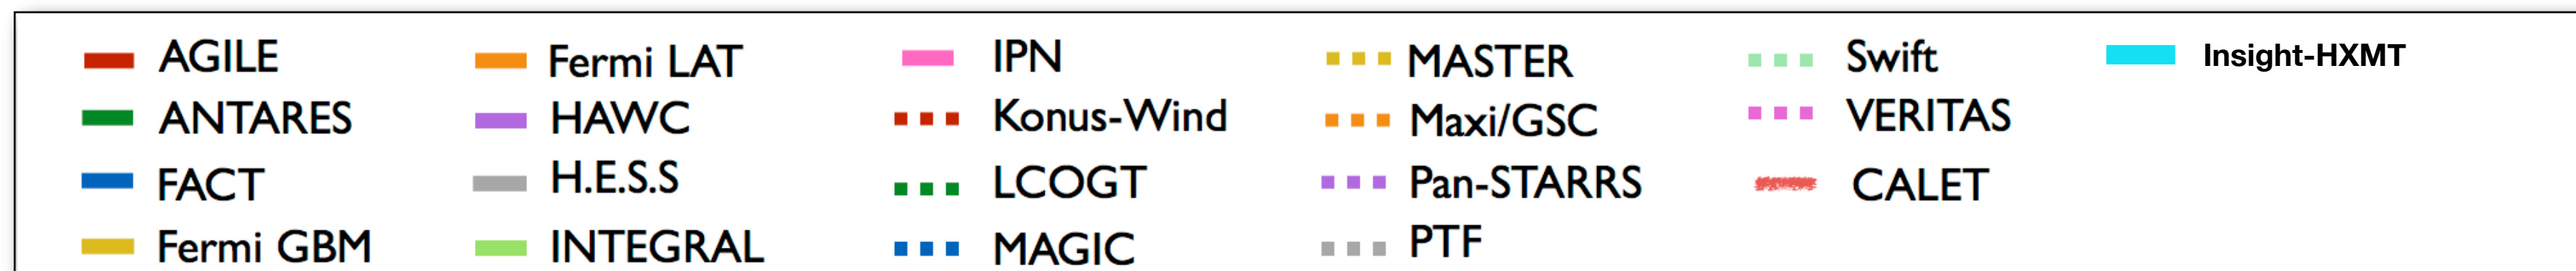 AGILE
ANTARES
FACT
Fermi GBM
Fermi LAT
HAWC
H.E.S.S
INTEGRAL
IPN
Konus-Wind
LCOGT
MAGIC
MASTER
Maxi/GSC
Pan-STARRS
PTF
Swift
VERITAS
CALET
Insight-HXMT